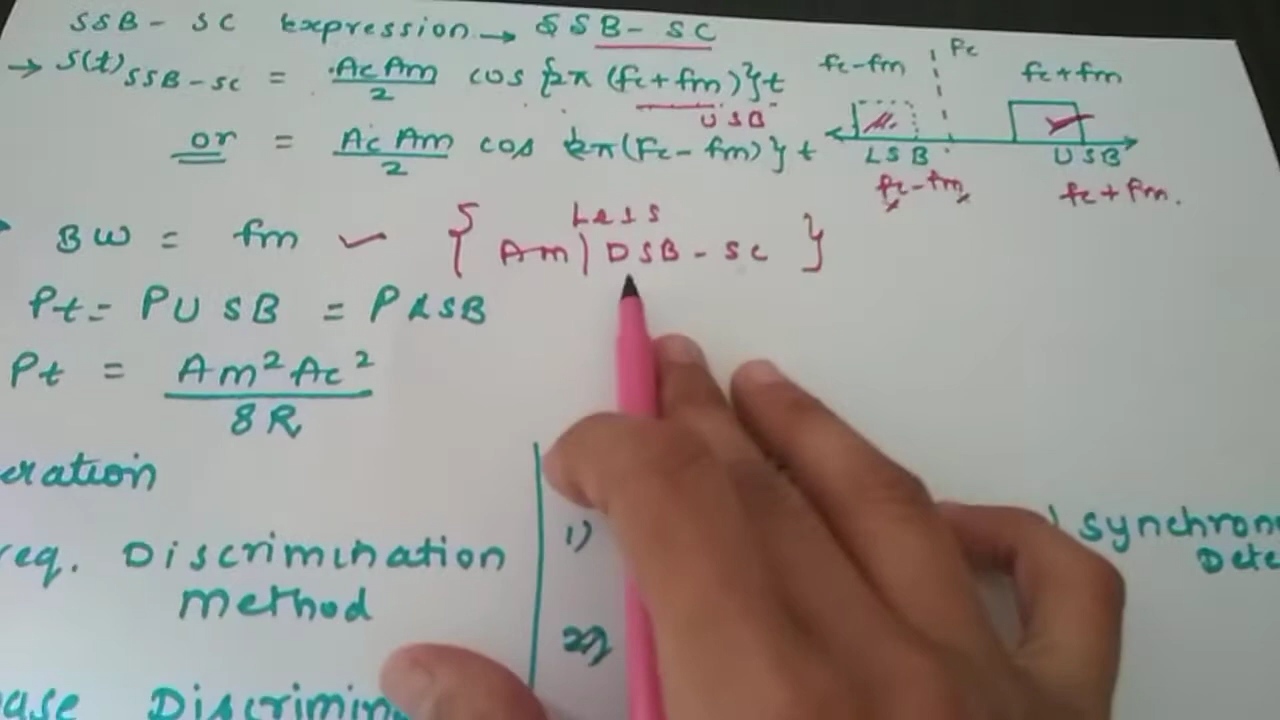 SSB - SC expression → SSB - SC
→ S(t) SSB-SC = AcAm/2 cos {2π (fc+fm)}t
USB
or = AcAm/2 cos {2π(Fc-fm)}t
fc-fm fc fc+fm
LSB USB
fc-fm fc+fm.
BW = fm ✓ { Less
Am | DSB-SC }
Pt = PUSB = PLSB
Pt = Am²Ac²/8R
eration
req. Discrimination
method
ase Discrimin
1)
2)
synchron
Dete